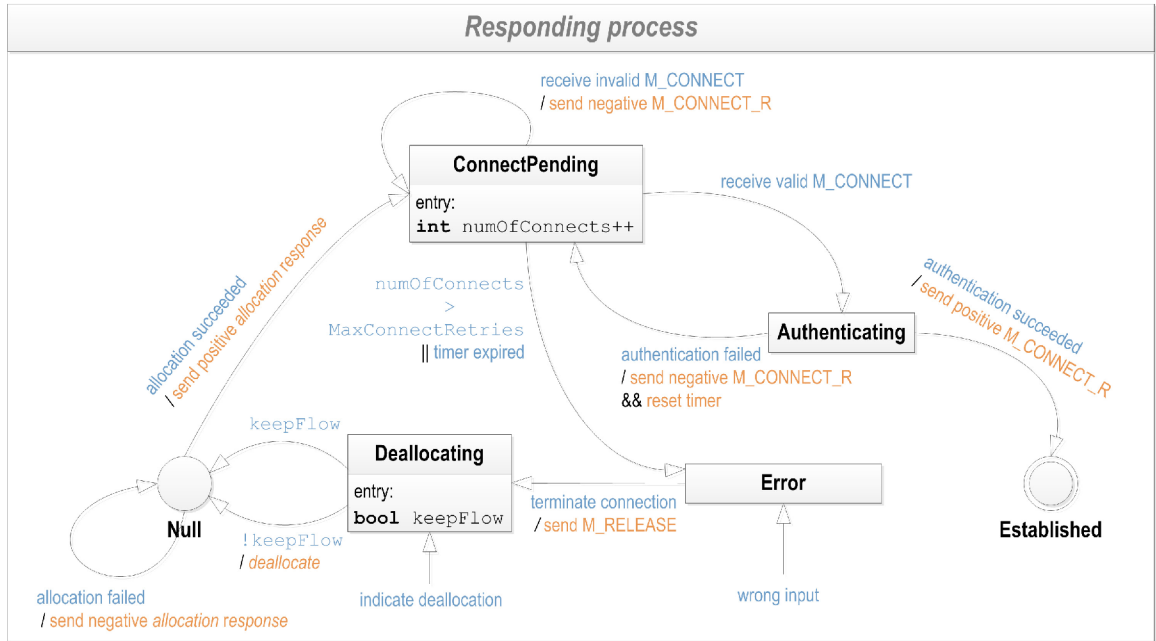 Responding process
receive invalid M_CONNECT
/ send negative M_CONNECT_R
ConnectPending
entry:
int numOfConnects++
receive valid M_CONNECT
allocation succeeded
/ send positive allocation response
numOfConnects
>
MaxConnectRetries
|| timer expired
Authenticating
authentication succeeded
/ send positive M_CONNECT_R
authentication failed
/ send negative M_CONNECT_R
&& reset timer
keepFlow
Deallocating
entry:
bool keepFlow
Null
!keepFlow
/ deallocate
terminate connection
/ send M_RELEASE
Error
Established
allocation failed
/ send negative allocation response
indicate deallocation
wrong input